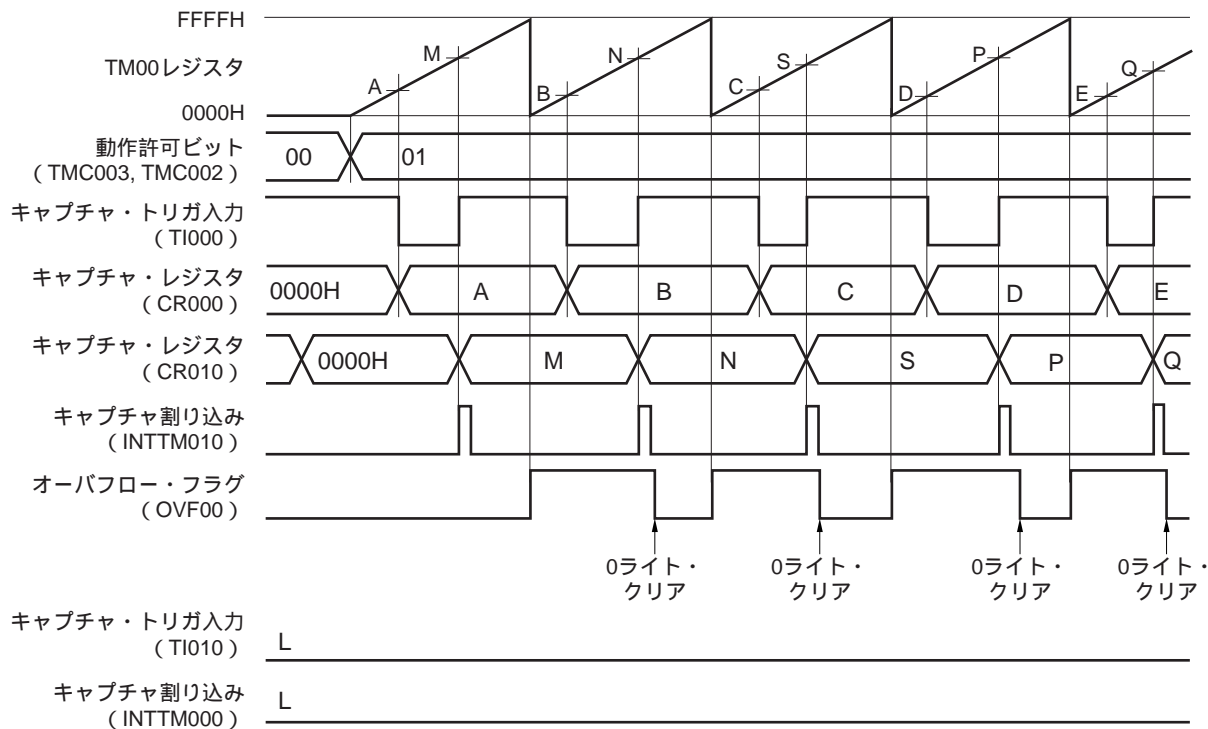 FFFFH
TM00レジスタ
0000H
A
M
B
N
C
S
D
P
E
Q
動作許可ビット
（TMC003, TMC002）
00
01
キャプチャ・トリガ入力
（TI000）
キャプチャ・レジスタ
（CR000）
0000H
A
B
C
D
E
キャプチャ・レジスタ
（CR010）
0000H
M
N
S
P
Q
キャプチャ割り込み
（INTTM010）
オーバフロー・フラグ
（OVF00）
0ライト・
クリア
0ライト・
クリア
0ライト・
クリア
0ライト・
クリア
キャプチャ・トリガ入力
（TI010）
L
キャプチャ割り込み
（INTTM000）
L